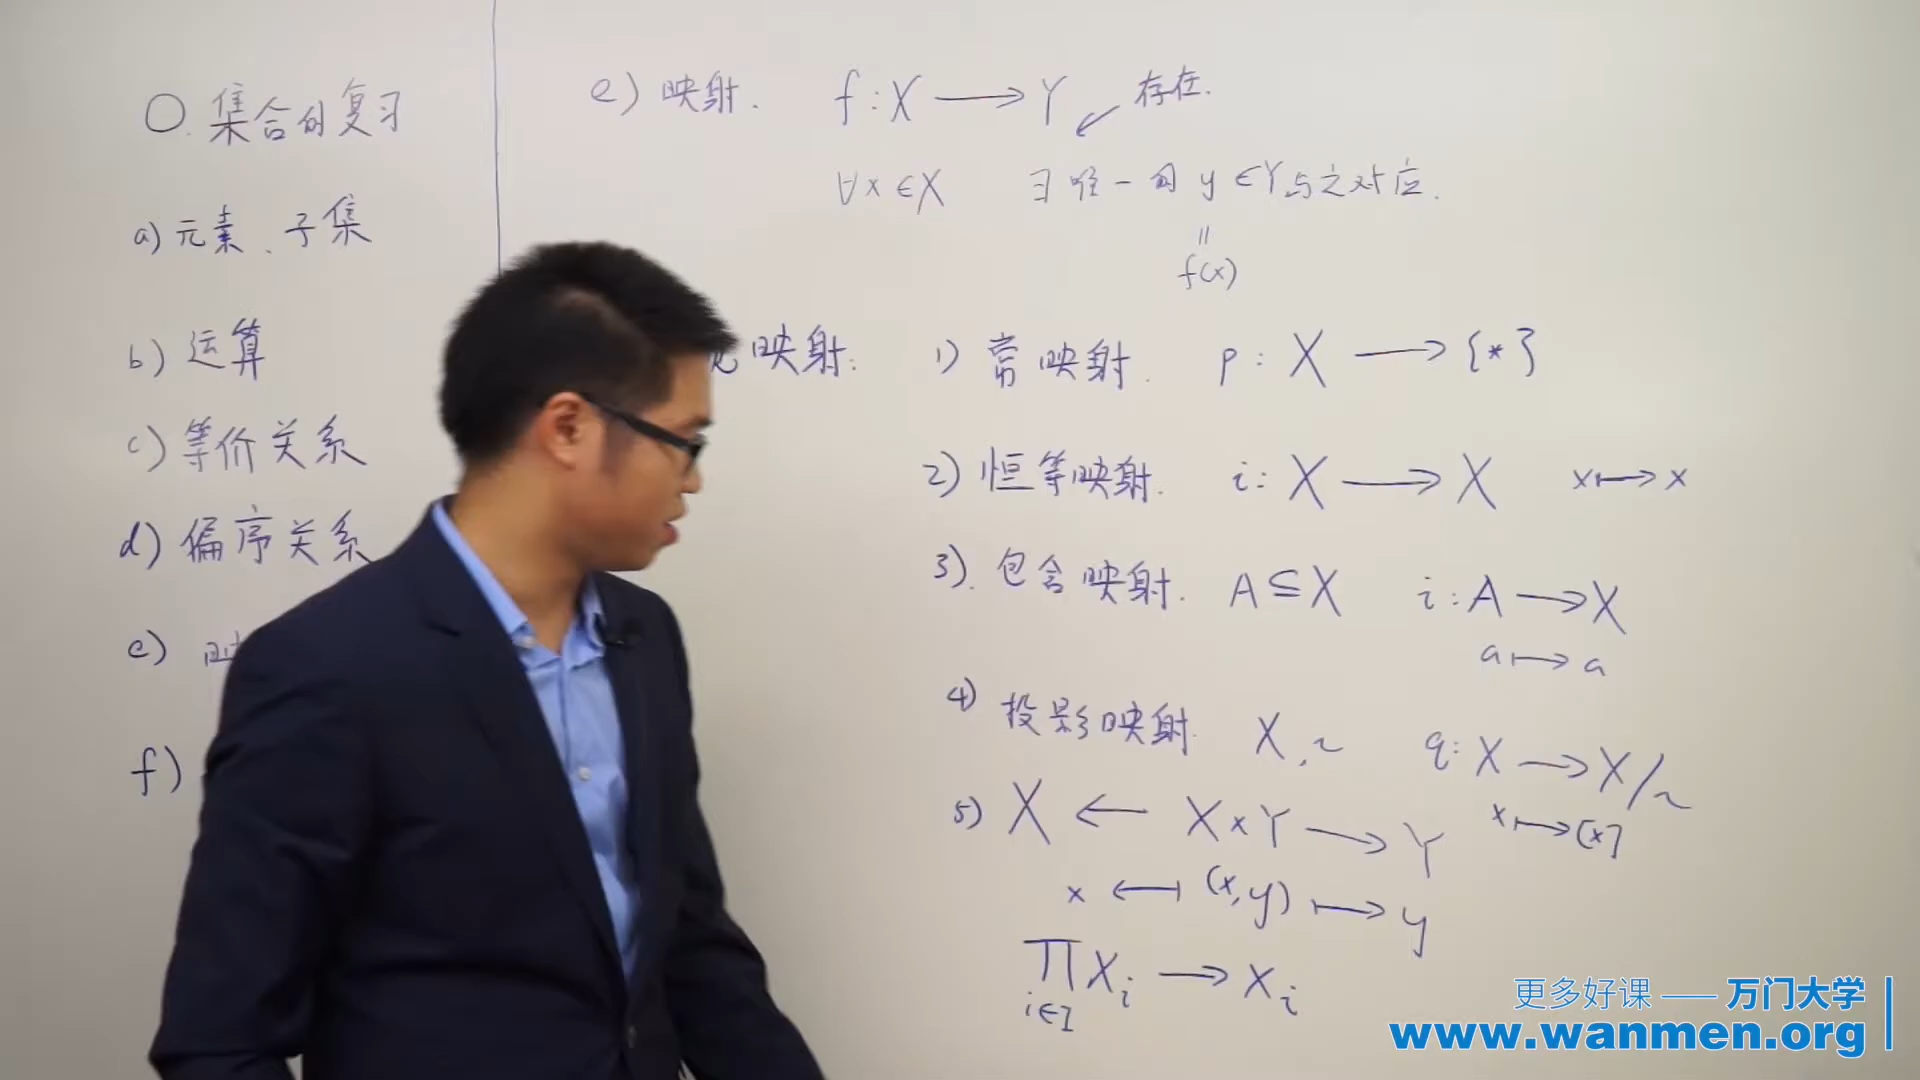 0. 集合的复习
a) 元素、子集
b) 运算
c) 等价关系
d) 偏序关系
e) 映
f)
e) 映射. f : X ⟶ Y 存在.
∀x ∈ X ∃ 唯一的 y ∈ Y 与之对应.
=
f(x)
映射:
1) 常映射. p : X ⟶ {*}
2) 恒等映射. i : X ⟶ X x ↦ x
3). 包含映射. A ⊆ X i : A ⟶ X
a ↦ a
4) 投影映射. X, ~ q : X ⟶ X/~
x ↦ [x]
5) X ⟵ X × Y ⟶ Y
x ↤ (x, y) ↦ y
∏ X_i ⟶ X_i
i∈I
更多好课 —— 万门大学
www.wanmen.org